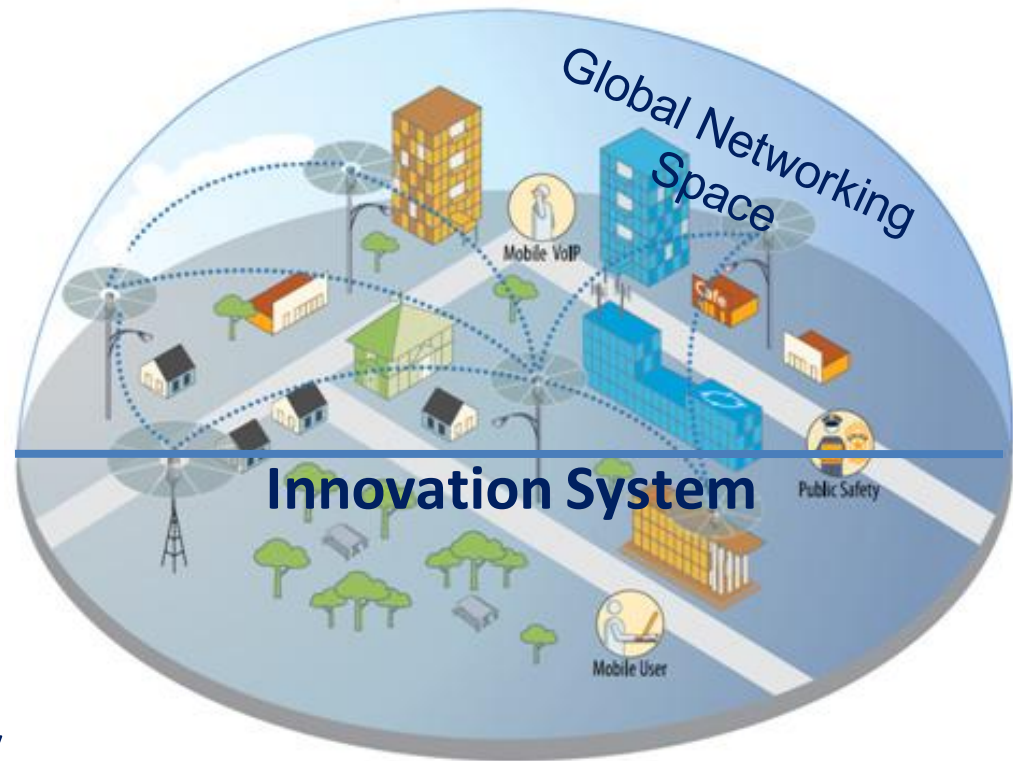 Global Networking
Space
Mobile VoIP
Cafe
Innovation System
Public Safety
Mobile User